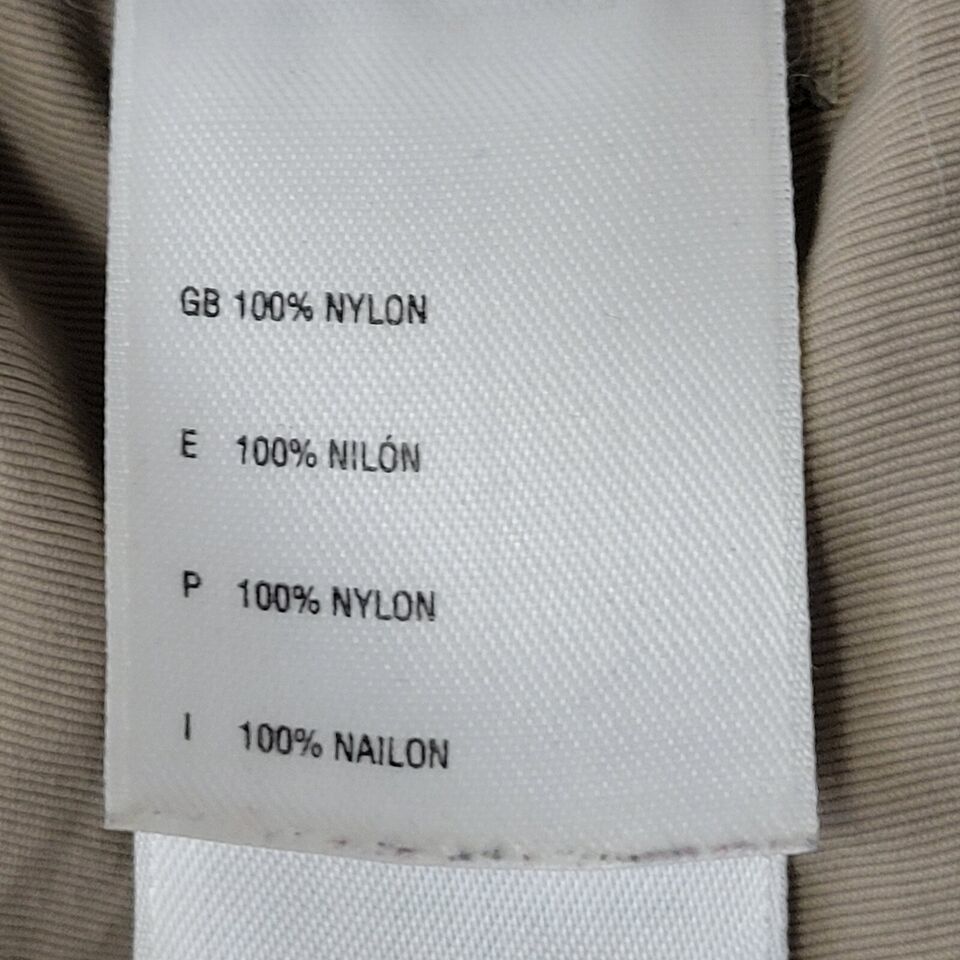 GB 100% NYLON
E 100% NILÓN
P 100% NYLON
I 100% NAILON